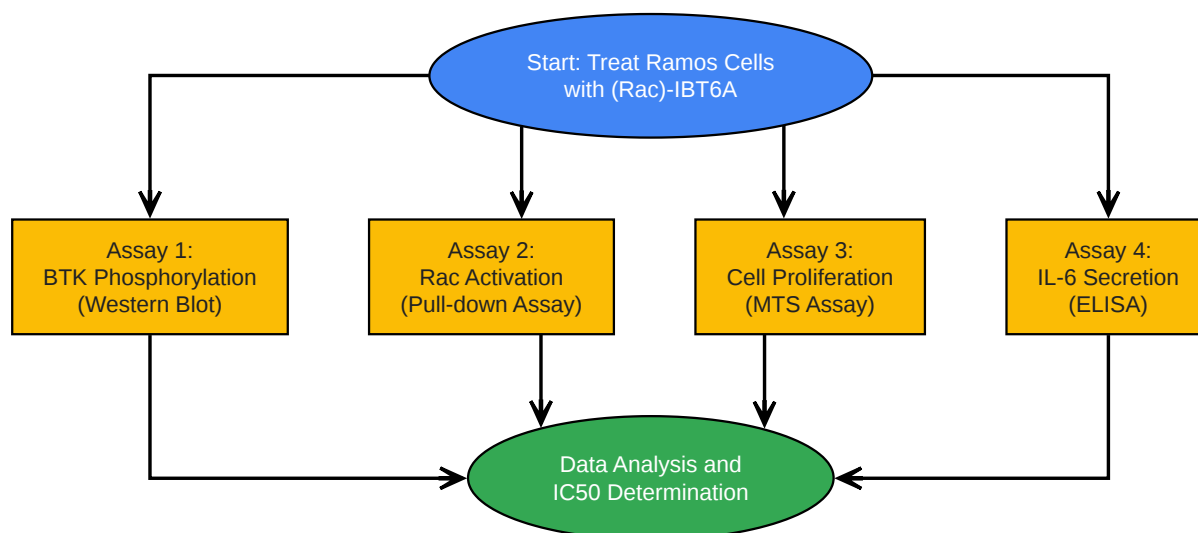 Start: Treat Ramos Cells
with (Rac)-IBT6A
Assay 1:
BTK Phosphorylation
(Western Blot)
Assay 2:
Rac Activation
(Pull-down Assay)
Assay 3:
Cell Proliferation
(MTS Assay)
Assay 4:
IL-6 Secretion
(ELISA)
Data Analysis and
IC50 Determination